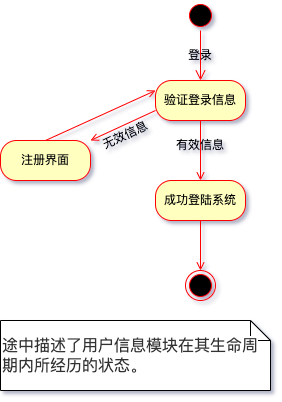 登录
验证登录信息
无效信息
有效信息
注册界面
成功登陆系统
途中描述了用户信息模块在其生命周
期内所经历的状态。